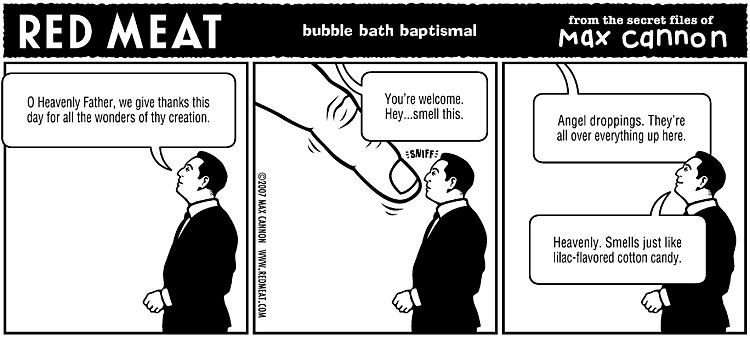 RED MEAT
bubble bath baptismal
from the secret files of
Max cannon
O Heavenly Father, we give thanks this
day for all the wonders of thy creation.
You're welcome.
Hey...smell this.
SNIFF
©2007 MAX CANNON WWW.REDMEAT.COM
Angel droppings. They're
all over everything up here.
Heavenly. Smells just like
lilac-flavored cotton candy.